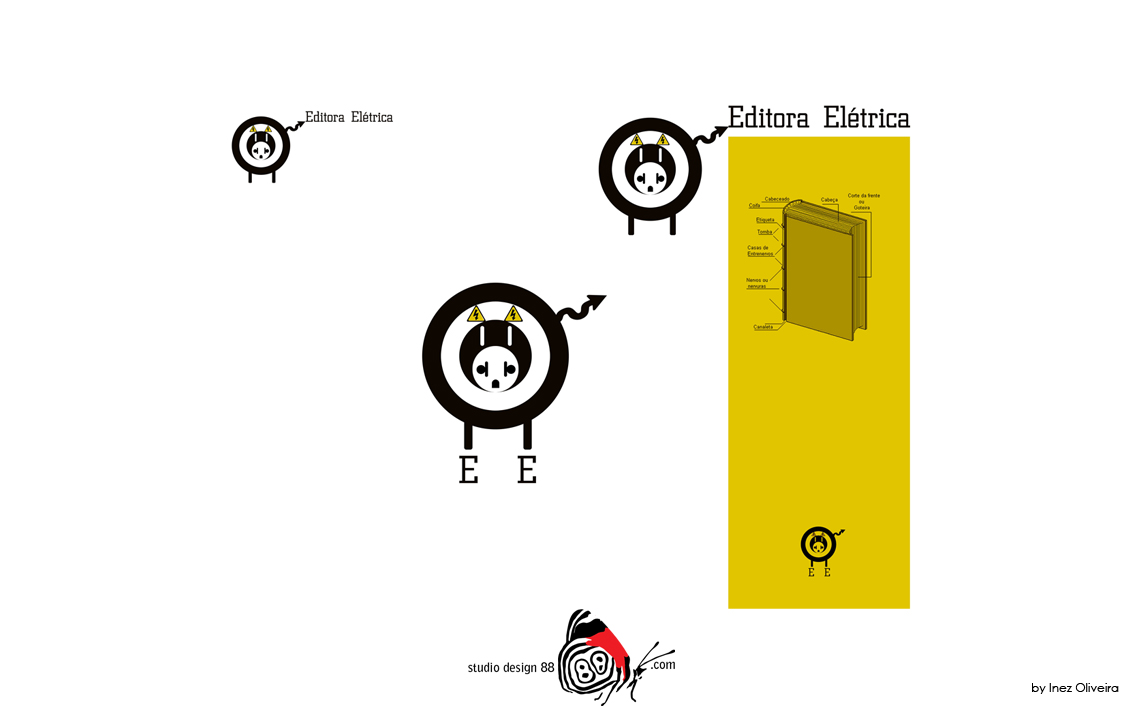 Editora Elétrica
Editora Elétrica
Cabeceado
Coifa
Cabeça
Corte da frente
ou
Goteira
Etiqueta
Tomba
Casas de
Entrenervos
Nervos ou
nervuras
Canaleta
E E
E E
studio design 88
88
.com
by Inez Oliveira